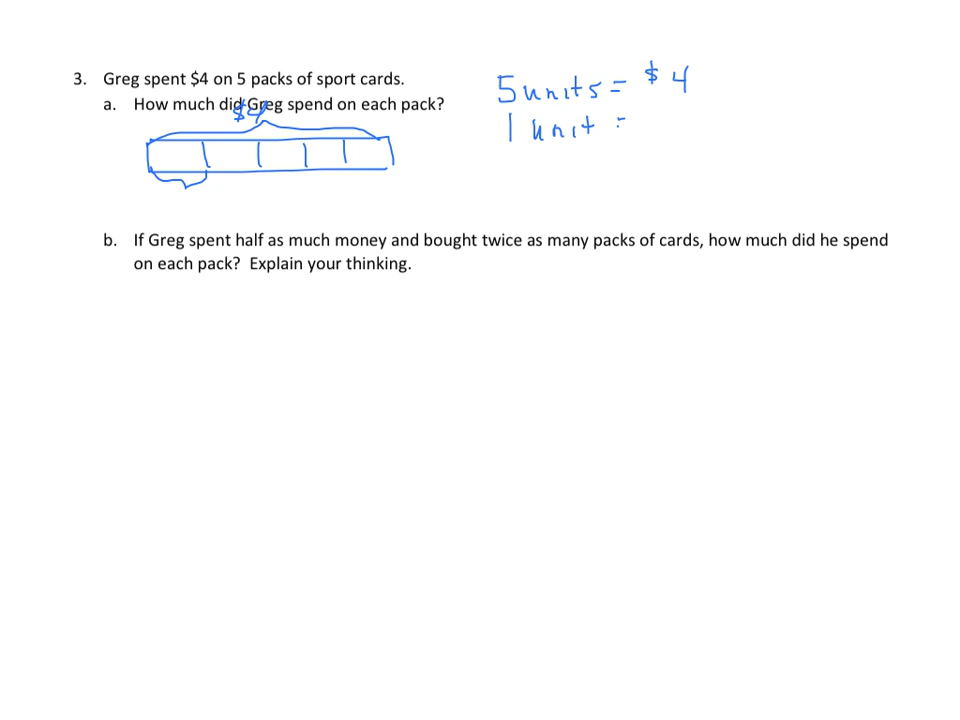 3. Greg spent $4 on 5 packs of sport cards.
5 units = $4
a. How much did Greg spend on each pack?
$4
1 unit =
b. If Greg spent half as much money and bought twice as many packs of cards, how much did he spend
on each pack? Explain your thinking.